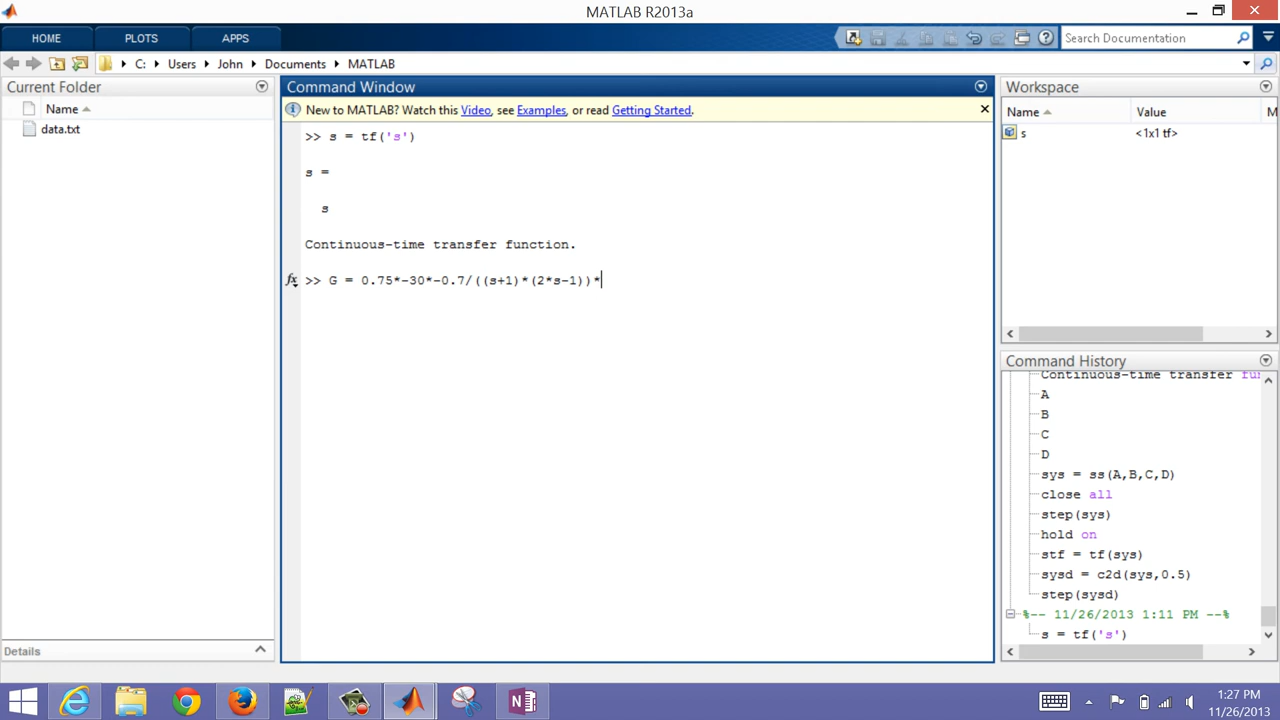 MATLAB R2013a
HOME
PLOTS
APPS
Search Documentation
C: Users John Documents MATLAB
Current Folder
Name
data.txt
Details
Command Window
New to MATLAB? Watch this Video, see Examples, or read Getting Started.
>> s = tf('s')
s =
s
Continuous-time transfer function.
fx >> G = 0.75*-30*-0.7/((s+1)*(2*s-1))*
Workspace
Name Value M
s <1x1 tf>
Command History
Continuous-time transfer fu
A
B
C
D
sys = ss(A,B,C,D)
close all
step(sys)
hold on
stf = tf(sys)
sysd = c2d(sys,0.5)
step(sysd)
%-- 11/26/2013 1:11 PM --%
s = tf('s')
1:27 PM
11/26/2013